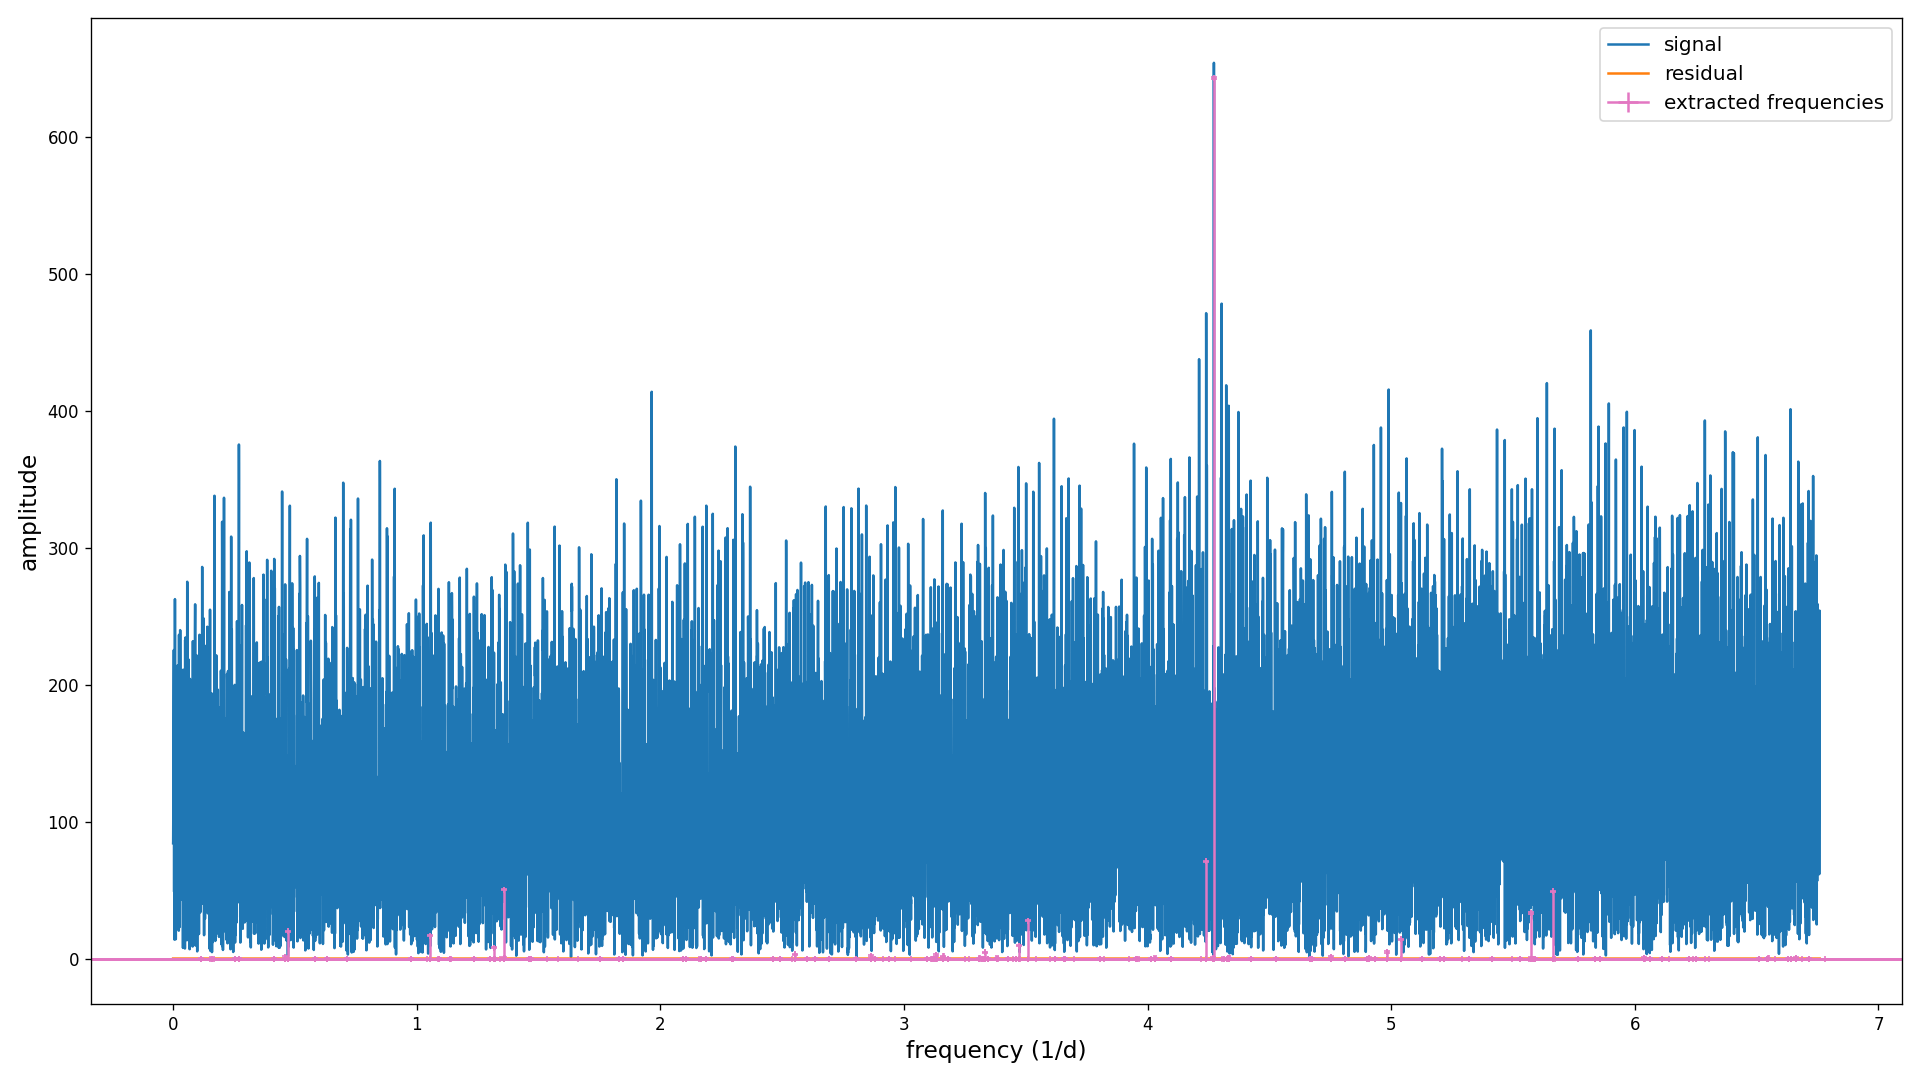 signal
residual
extracted frequencies
600
500
400
300
200
100
0
amplitude
0 1 2 3 4 5 6 7
frequency (1/d)